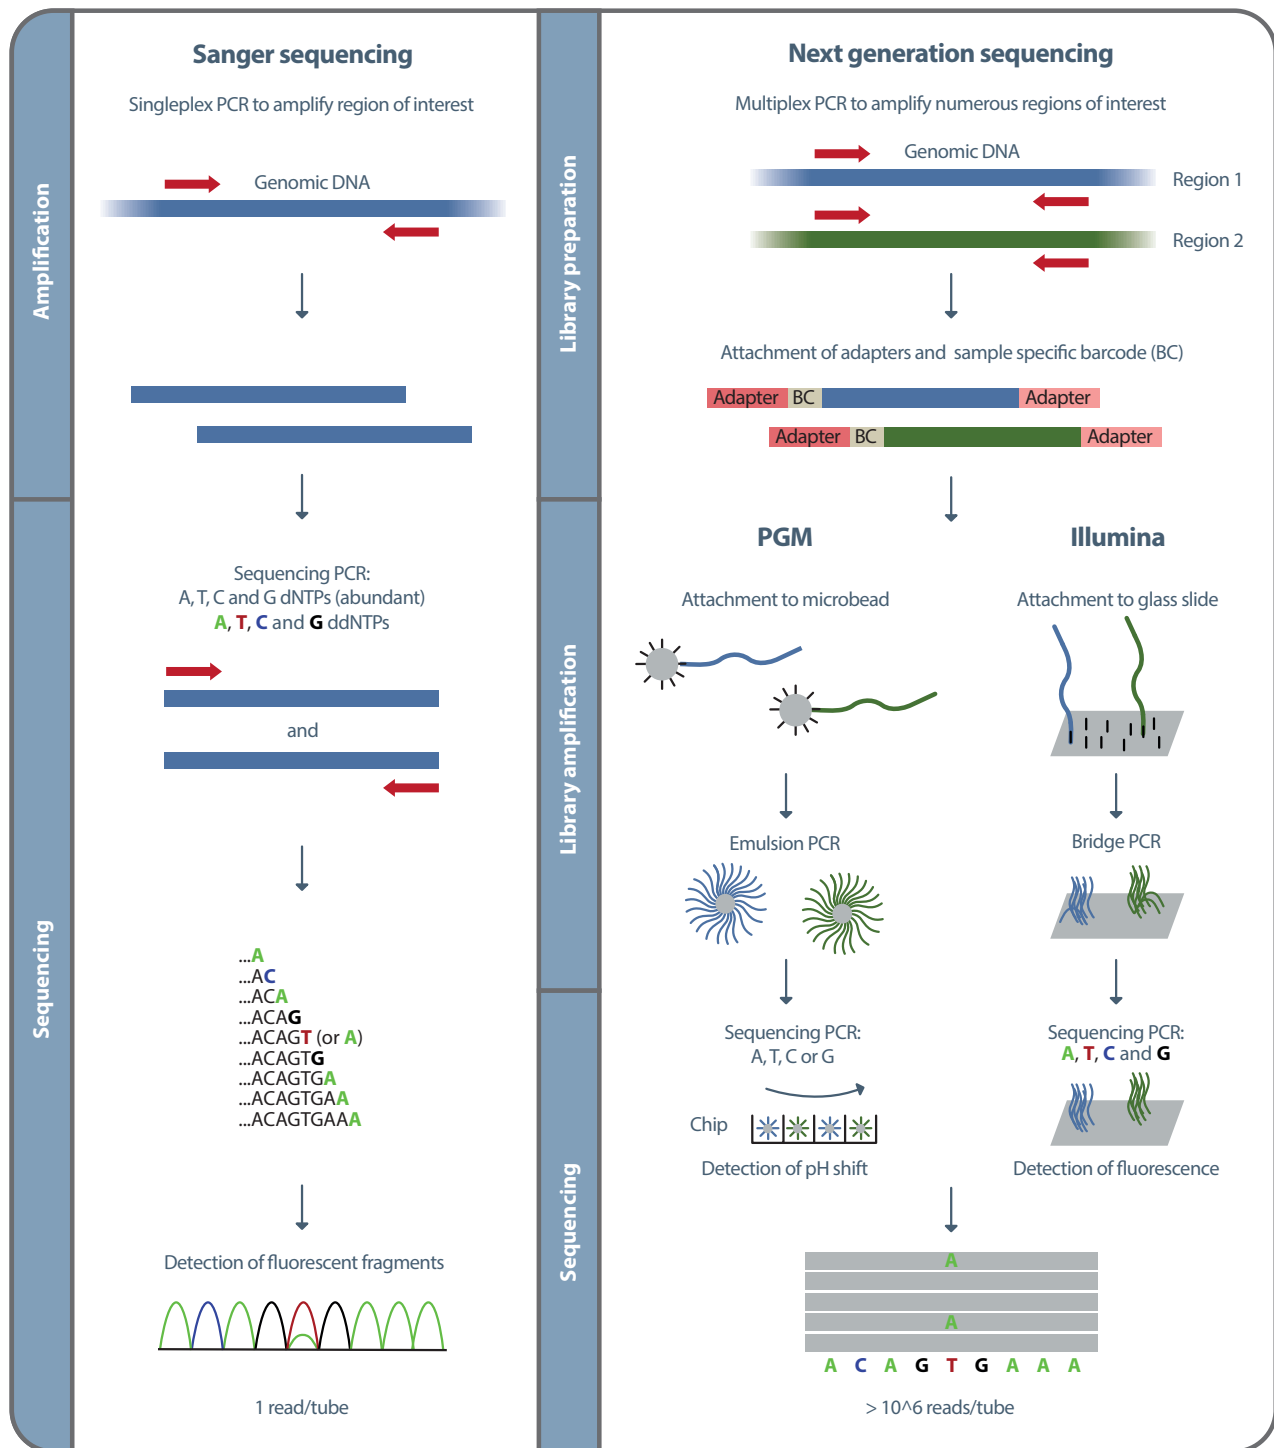 Sanger sequencing
Singleplex PCR to amplify region of interest
Amplification
Genomic DNA
Sequencing
Sequencing PCR:
A, T, C and G dNTPs (abundant)
A, T, C and G ddNTPs
and
...A
...AC
...ACA
...ACAG
...ACAGT (or A)
...ACAGTG
...ACAGTGA
...ACAGTGAA
...ACAGTGAAA
Detection of fluorescent fragments
1 read/tube
Next generation sequencing
Multiplex PCR to amplify numerous regions of interest
Library preparation
Genomic DNA
Region 1
Region 2
Attachment of adapters and sample specific barcode (BC)
Adapter BC Adapter
Adapter BC Adapter
Library amplification
PGM
Attachment to microbead
Emulsion PCR
Illumina
Attachment to glass slide
Bridge PCR
Sequencing
Sequencing PCR:
A, T, C or G
Chip
Detection of pH shift
Sequencing PCR:
A, T, C and G
Detection of fluorescence
A
A
A C A G T G A A A
> 10^6 reads/tube